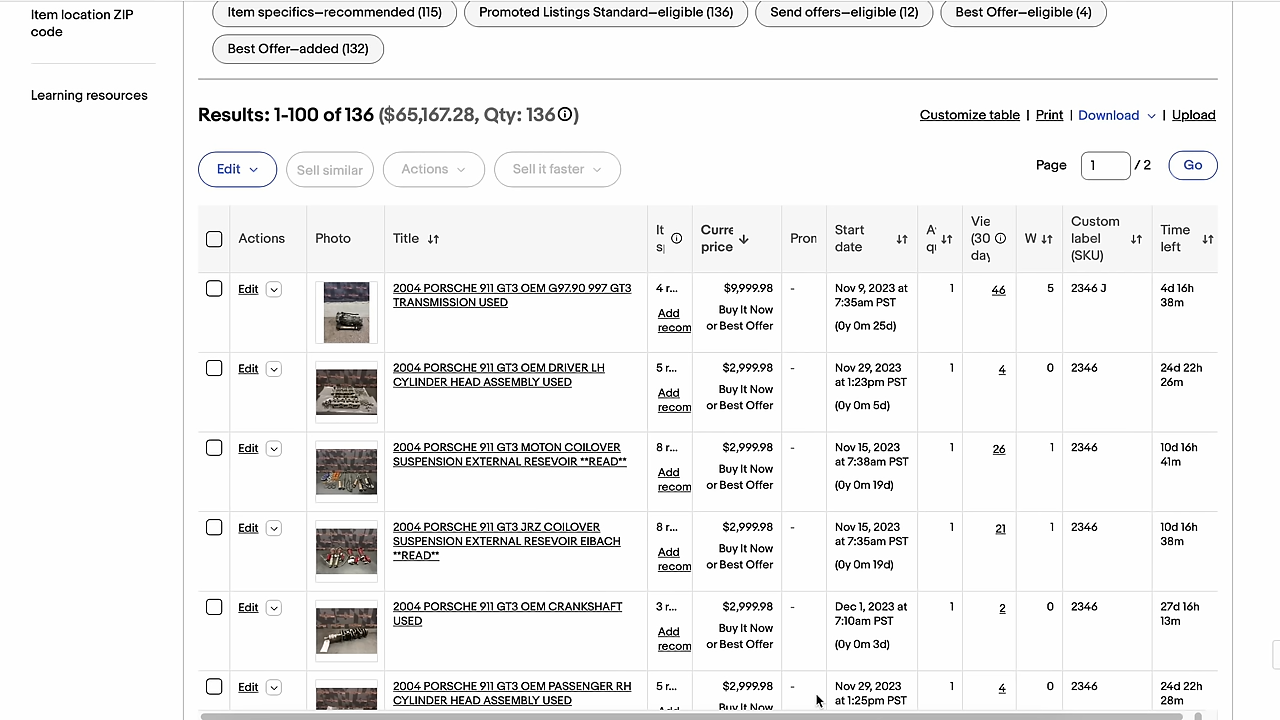 Item location ZIP
code
Learning resources
Item specifics—recommended (115)
Promoted Listings Standard—eligible (136)
Send offers—eligible (12)
Best Offer—eligible (4)
Best Offer—added (132)
Results: 1-100 of 136 ($65,167.28, Qty: 136)
Customize table | Print | Download | Upload
Edit
Sell similar
Actions
Sell it faster
Page 1 / 2 Go
Actions
Photo
Title
It
Curre
price
Pron
Start
date
Vie
(30
W
Custom
label
(SKU)
Time
left
Edit
2004 PORSCHE 911 GT3 OEM G97.90 997 GT3
TRANSMISSION USED
4 r...
Add
recom
$9,999.98
Buy It Now
or Best Offer
-
Nov 9, 2023 at
7:35am PST
(0y 0m 25d)
1
46
5
2346 J
4d 16h
38m
Edit
2004 PORSCHE 911 GT3 OEM DRIVER LH
CYLINDER HEAD ASSEMBLY USED
5 r...
Add
recom
$2,999.98
Buy It Now
or Best Offer
-
Nov 29, 2023
at 1:23pm PST
(0y 0m 5d)
1
4
0
2346
24d 22h
26m
Edit
2004 PORSCHE 911 GT3 MOTON COILOVER
SUSPENSION EXTERNAL RESEVOIR **READ**
8 r...
Add
recom
$2,999.98
Buy It Now
or Best Offer
-
Nov 15, 2023
at 7:38am PST
(0y 0m 19d)
1
26
1
2346
10d 16h
41m
Edit
2004 PORSCHE 911 GT3 JRZ COILOVER
SUSPENSION EXTERNAL RESEVOIR EIBACH
**READ**
8 r...
Add
recom
$2,999.98
Buy It Now
or Best Offer
-
Nov 15, 2023
at 7:35am PST
(0y 0m 19d)
1
21
1
2346
10d 16h
38m
Edit
2004 PORSCHE 911 GT3 OEM CRANKSHAFT
USED
3 r...
Add
recom
$2,999.98
Buy It Now
or Best Offer
-
Dec 1, 2023 at
7:10am PST
(0y 0m 3d)
1
2
0
2346
27d 16h
13m
Edit
2004 PORSCHE 911 GT3 OEM PASSENGER RH
CYLINDER HEAD ASSEMBLY USED
5 r...
$2,999.98
Buy It Now
-
Nov 29, 2023
at 1:25pm PST
1
4
0
2346
24d 22h
28m